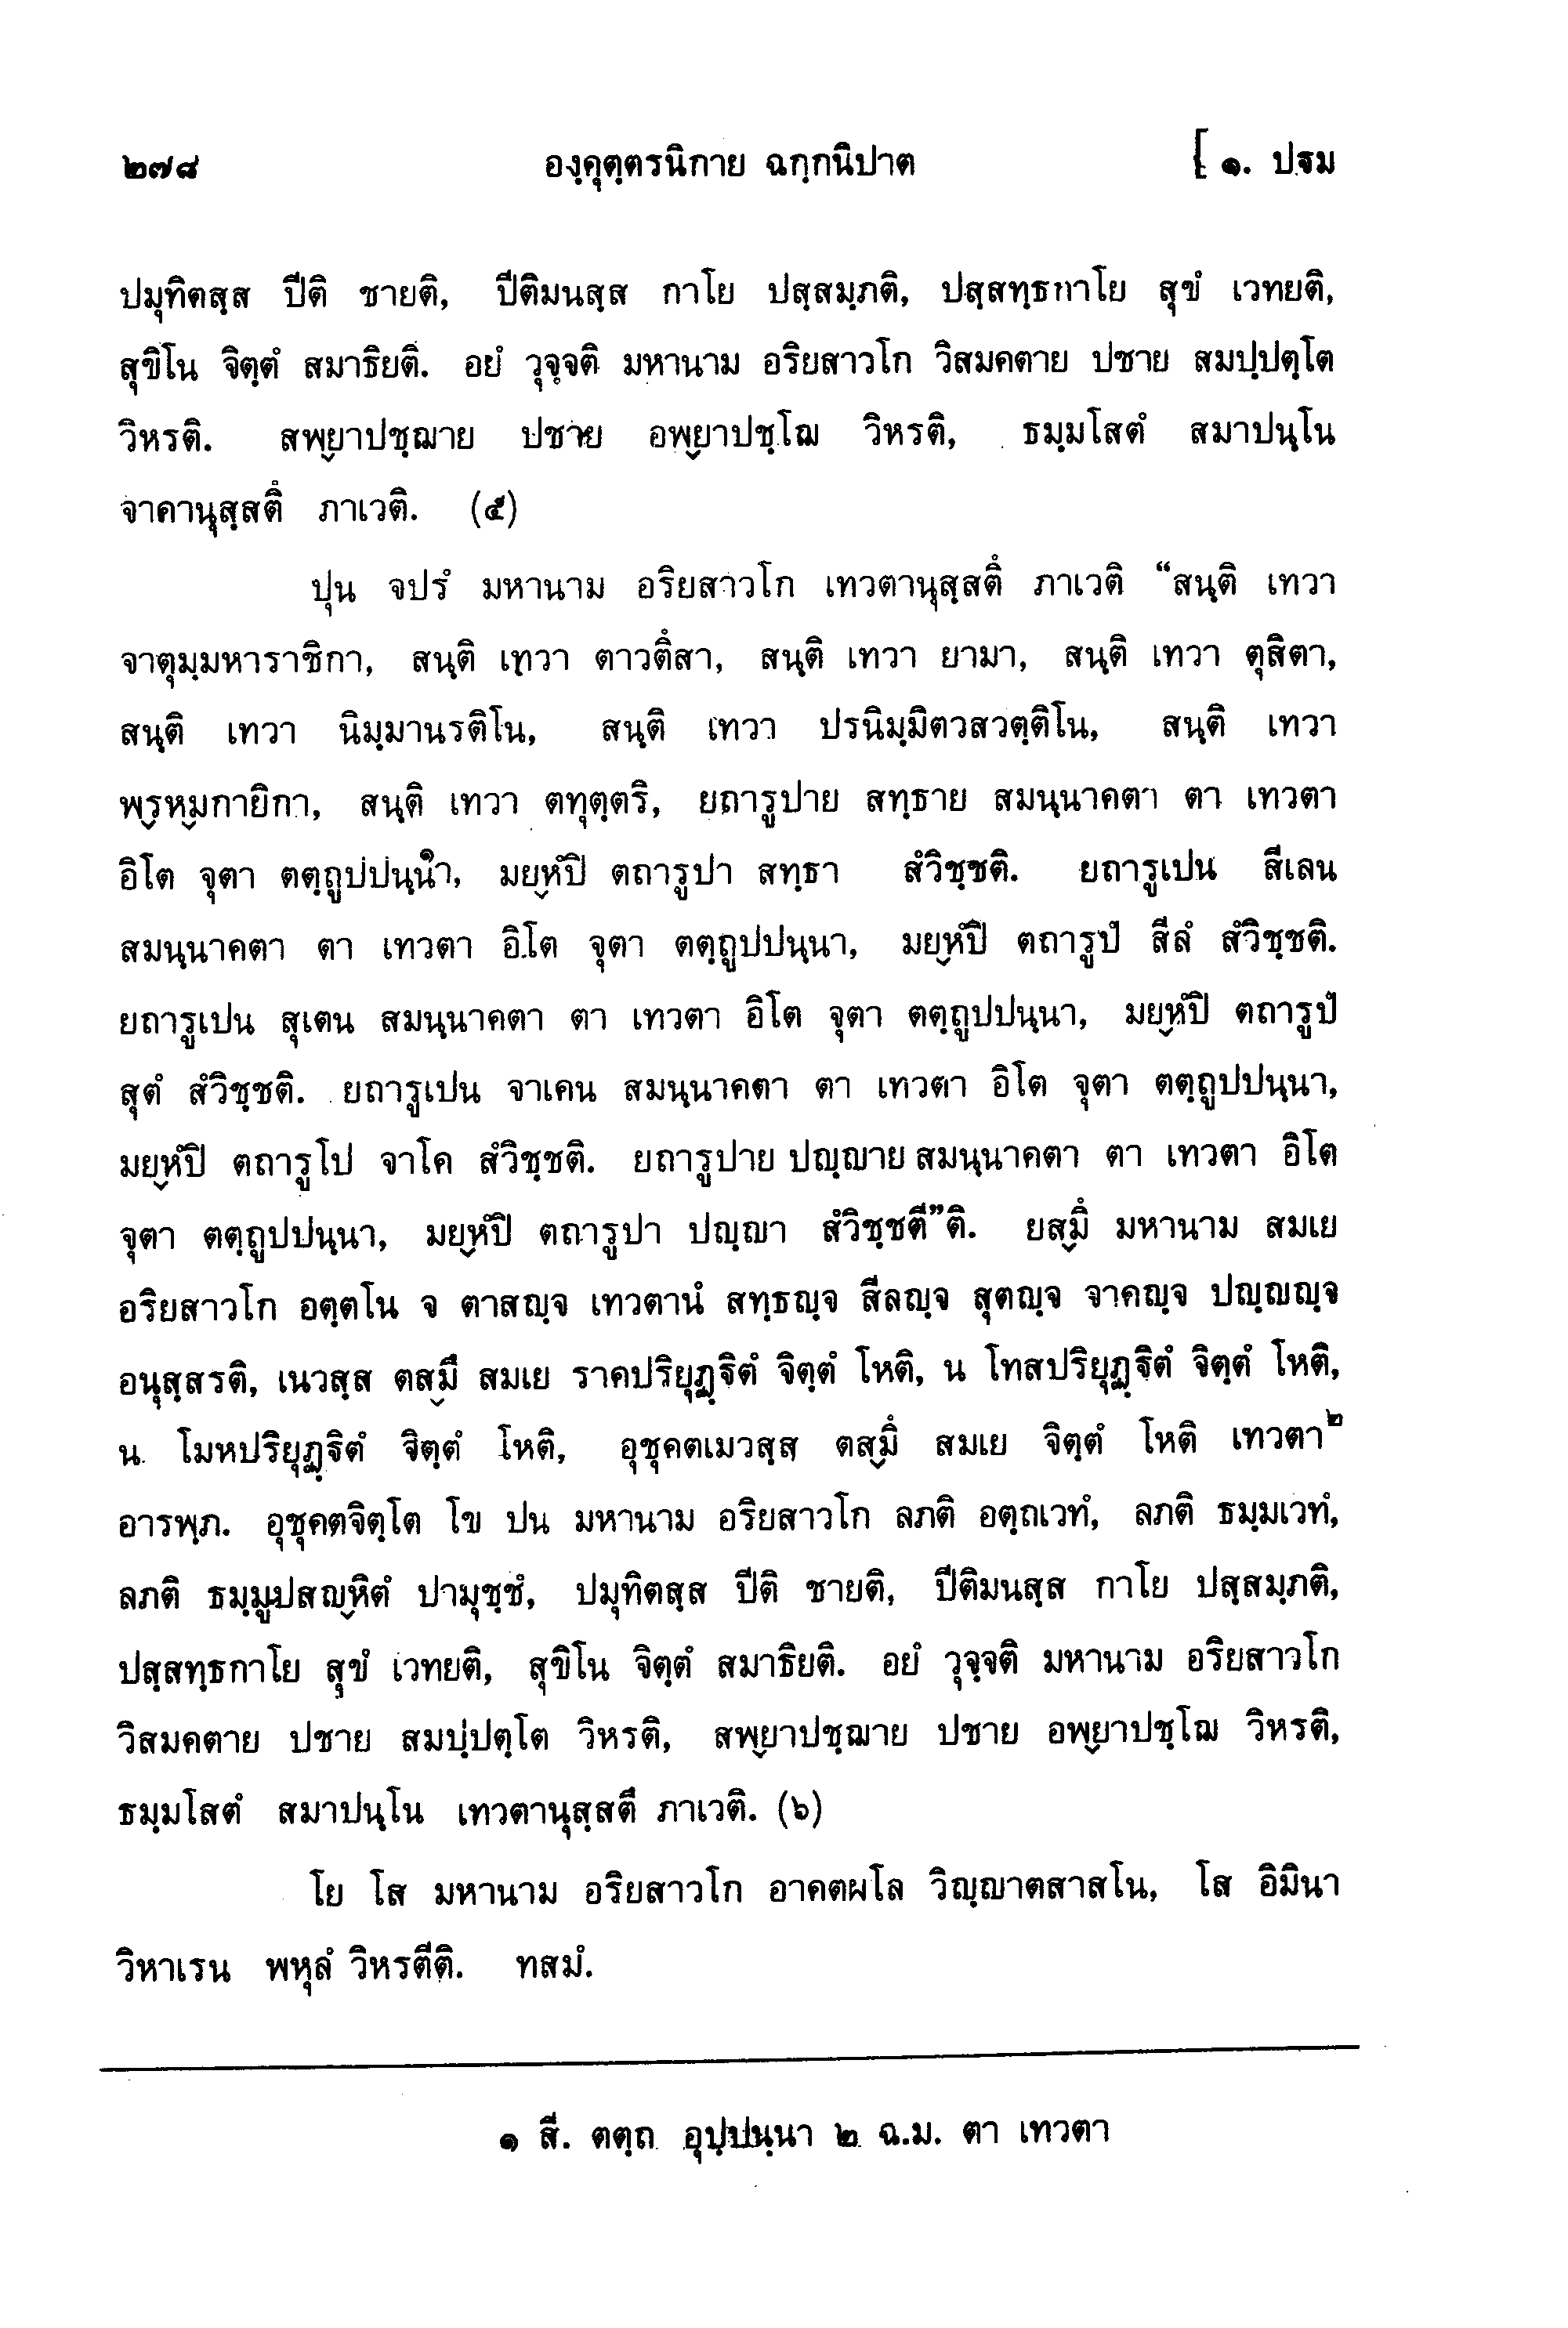 ๒๗๘ องฺคุตฺตรนิกาย ฉกฺกนิปาต [ ๑. ปฐม
ปมุทิตสฺส ปีติ ชายติ, ปีติมนสฺส กาโย ปสฺสมฺภติ, ปสฺสทฺธกาโย สุขํ เวทยติ,
สุขิโน จิตฺตํ สมาธิยติ. อยํ วุจฺจติ มหานาม อริยสาวโก วิสมคตาย ปชาย สมปฺปตฺโต
วิหรติ. สพฺยาปชฺฌาย ปชาย อพฺยาปชฺโฌ วิหรติ, ธมฺมโสตํ สมาปนฺโน
จาคานุสฺสตึ ภาเวติ. (๕)
ปุน จปรํ มหานาม อริยสาวโก เทวตานุสฺสตึ ภาเวติ “สนฺติ เทวา
จาตุมฺมหาราชิกา, สนฺติ เทวา ตาวตึสา, สนฺติ เทวา ยามา, สนฺติ เทวา ตุสิตา,
สนฺติ เทวา นิมฺมานรติโน, สนฺติ เทวา ปรนิมฺมิตวสวตฺติโน, สนฺติ เทวา
พฺรหฺมกายิกา, สนฺติ เทวา ตทุตฺตริ, ยถารูปาย สทฺธาย สมนฺนาคตา ตา เทวตา
อิโต จุตา ตตฺถูปปนฺนา๑, มยฺหํปิ ตถารูปา สทฺธา สํวิชฺชติ. ยถารูเปน สีเลน
สมนฺนาคตา ตา เทวตา อิโต จุตา ตตฺถูปปนฺนา, มยฺหํปิ ตถารูปํ สีลํ สํวิชฺชติ.
ยถารูเปน สุเตน สมนฺนาคตา ตา เทวตา อิโต จุตา ตตฺถูปปนฺนา, มยฺหํปิ ตถารูปํ
สุตํ สํวิชฺชติ. ยถารูเปน จาเคน สมนฺนาคตา ตา เทวตา อิโต จุตา ตตฺถูปปนฺนา,
มยฺหํปิ ตถารูโป จาโค สํวิชฺชติ. ยถารูปาย ปญฺญาย สมนฺนาคตา ตา เทวตา อิโต
จุตา ตตฺถูปปนฺนา, มยฺหํปิ ตถารูปา ปญฺญา สํวิชฺชตี”ติ. ยสฺมึ มหานาม สมเย
อริยสาวโก อตฺตโน จ ตาสญฺจ เทวตานํ สทฺธญฺจ สีลญฺจ สุตญฺจ จาคญฺจ ปญฺญญฺจ
อนุสฺสรติ, เนวสฺส ตสฺมึ สมเย ราคปริยุฏฺฐิตํ จิตฺตํ โหติ, น โทสปริยุฏฺฐิตํ จิตฺตํ โหติ,
น โมหปริยุฏฺฐิตํ จิตฺตํ โหติ, อุชุคตเมวสฺส ตสฺมึ สมเย จิตฺตํ โหติ เทวตา๒
อารพฺภ. อุชุคตจิตฺโต โข ปน มหานาม อริยสาวโก ลภติ อตฺถเวทํ, ลภติ ธมฺมเวทํ,
ลภติ ธมฺมูปสญฺหิตํ ปามุชฺชํ, ปมุทิตสฺส ปีติ ชายติ, ปีติมนสฺส กาโย ปสฺสมฺภติ,
ปสฺสทฺธกาโย สุขํ เวทยติ, สุขิโน จิตฺตํ สมาธิยติ. อยํ วุจฺจติ มหานาม อริยสาวโก
วิสมคตาย ปชาย สมปฺปตฺโต วิหรติ, สพฺยาปชฺฌาย ปชาย อพฺยาปชฺโฌ วิหรติ,
ธมฺมโสตํ สมาปนฺโน เทวตานุสฺสตึ ภาเวติ. (๖)
โย โส มหานาม อริยสาวโก อาคตผโล วิญฺญาตสาสโน, โส อิมินา
วิหาเรน พหุลํ วิหรตีติ. ทสมํ.
๑ สี. ตตฺถ อุปฺปนฺนา ๒ ฉ.ม. ตา เทวตา